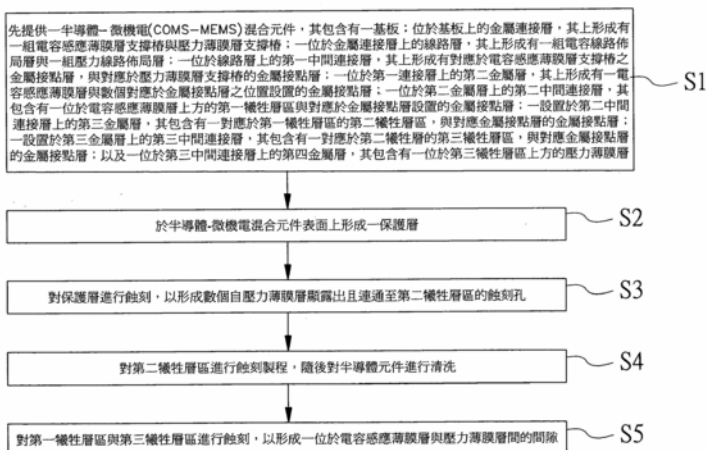 先提供一半導體-微機電(COMS-MEMS)混合元件，其包含有一基板；位於基板上的金屬連接層，其上形成有
一組電容感應薄膜層支撐樁與壓力薄膜層支撐樁；一位於金屬連接層上的線路層，其上形成有一組電容線路佈
局層與一組壓力線路佈局層；一位於線路層上的第一中間連接層，其上形成有對應於電容感應薄膜層支撐樁之
金屬接點層，與對應於壓力薄膜層支撐樁的金屬接點層；一位於第一連接層上的第二金屬層，其上形成有一電
容感應薄膜層與數個對應於金屬接點層之位置設置的金屬接點層；一位於第二金屬層上的第二中間連接層，其
包含有一位於電容感應薄膜層上方的第一犧牲層區與對應於金屬接點層設置的金屬接點層；一設置於第二中間
連接層上的第三金屬層，其包含有一對應於第一犧牲層區的第二犧牲層區，與對應金屬接點層的金屬接點層；
一設置於第三金屬層上的第三中間連接層，其包含有一對應於第二犧牲層的第三犧牲層區，與對應金屬接點層
的金屬接點層；以及一位於第三中間連接層上的第四金屬層，其包含有一位於第三犧牲層區上方的壓力薄膜層
S1
於半導體-微機電混合元件表面上形成一保護層
S2
對保護層進行蝕刻，以形成數個自壓力薄膜層顯露出且連通至第二犧牲層區的蝕刻孔
S3
對第二犧牲層區進行蝕刻製程，隨後對半導體元件進行清洗
S4
對第一犧牲層區與第三犧牲層區進行蝕刻，以形成一位於電容感應薄膜層與壓力薄膜層間的間隙
S5